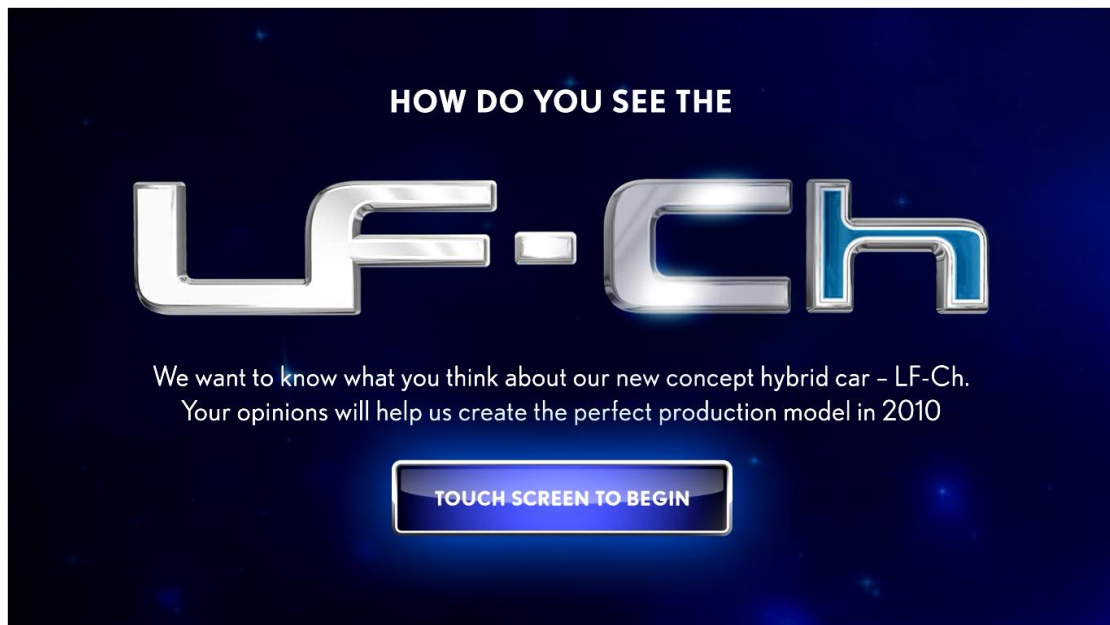 HOW DO YOU SEE THE
LF-Ch
We want to know what you think about our new concept hybrid car – LF-Ch.
Your opinions will help us create the perfect production model in 2010
TOUCH SCREEN TO BEGIN